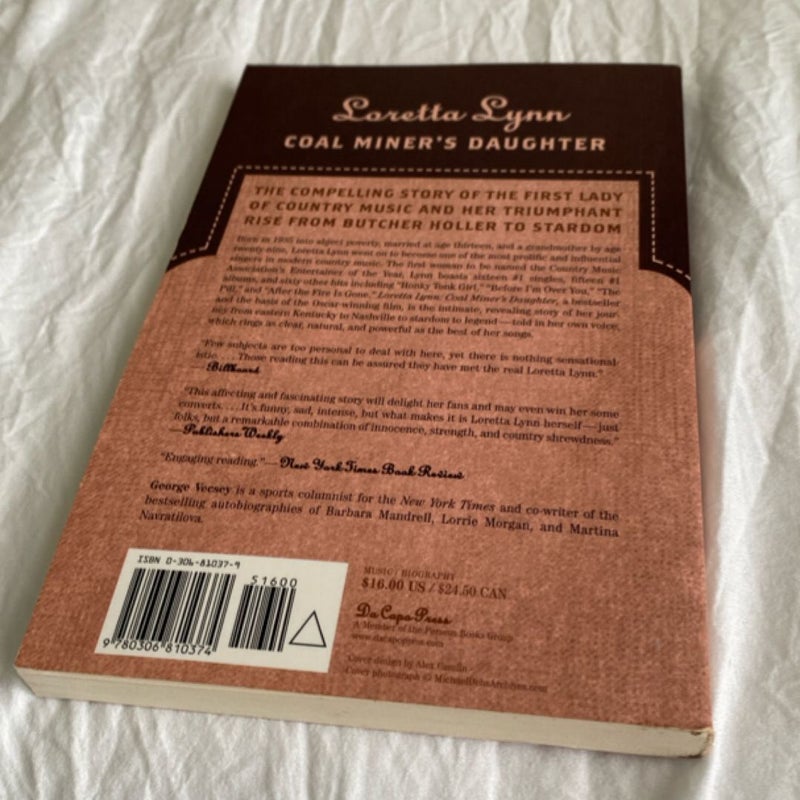 Loretta Lynn
COAL MINER'S DAUGHTER
THE COMPELLING STORY OF THE FIRST LADY
OF COUNTRY MUSIC AND HER TRIUMPHANT
RISE FROM BUTCHER HOLLER TO STARDOM
Born in 1935 into abject poverty, married at age thirteen, and a grandmother by age
twenty-nine, Loretta Lynn went on to become one of the most prolific and influential
singers in modern country music. The first woman to be named the Country Music
Association's Entertainer of the Year, Lynn boasts sixteen #1 singles, fifteen #1
albums, and sixty other hits including "Honky Tonk Girl," "Before I'm Over You," "The
Pill," and "After the Fire Is Gone." Loretta Lynn: Coal Miner's Daughter, a bestseller
and the basis of the Oscar-winning film, is the intimate, revealing story of her jour-
ney from eastern Kentucky to Nashville to stardom to legend—told in her own voice,
which rings as clear, natural, and powerful as the best of her songs.
"Few subjects are too personal to deal with here, yet there is nothing sensational-
istic. . . . Those reading this can be assured they have met the real Loretta Lynn."
—Billboard
"This affecting and fascinating story will delight her fans and may even win her some
converts. . . . It's funny, sad, intense, but what makes it is Loretta Lynn herself—just
folks, but a remarkable combination of innocence, strength, and country shrewdness."
—Publishers Weekly
"Engaging reading."—New York Times Book Review
George Vecsey is a sports columnist for the New York Times and co-writer of the
bestselling autobiographies of Barbara Mandrell, Lorrie Morgan, and Martina
Navratilova.
ISBN 0-306-81037-9
51600
9 780306 810374
MUSIC / BIOGRAPHY
$16.00 US / $24.50 CAN
Da Capo Press
A Member of the Perseus Books Group
www.dacapopress.com
Cover design by Alex Camlin
Cover photograph © MichaelOchsArchives.com